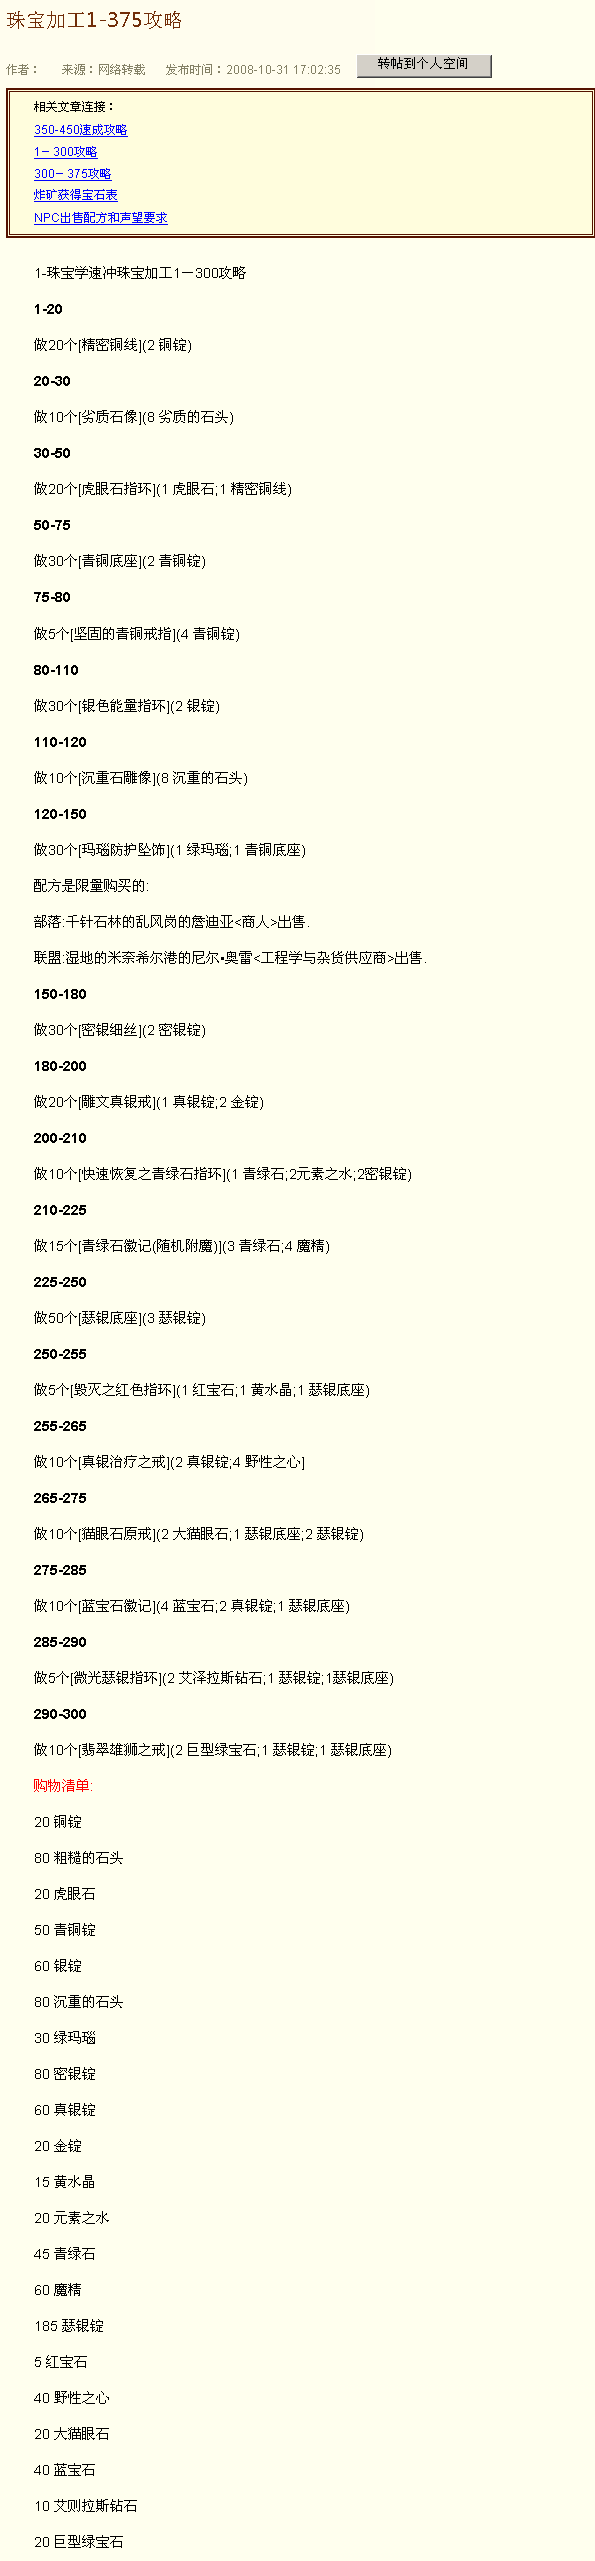 珠宝加工1-375攻略
作者： 来源：网络转载 发布时间：2008-10-31 17:02:35 转帖到个人空间
相关文章连接：
350-450速成攻略
1－300攻略
300－375攻略
炸矿获得宝石表
NPC出售配方和声望要求
1-珠宝学速冲珠宝加工1－300攻略
1-20
做20个[精密铜线](2 铜锭)
20-30
做10个[劣质石像](8 劣质的石头)
30-50
做20个[虎眼石指环](1 虎眼石;1 精密铜线)
50-75
做30个[青铜底座](2 青铜锭)
75-80
做5个[坚固的青铜戒指](4 青铜锭)
80-110
做30个[银色能量指环](2 银锭)
110-120
做10个[沉重石雕像](8 沉重的石头)
120-150
做30个[玛瑙防护坠饰](1 绿玛瑙;1 青铜底座)
配方是限量购买的:
部落:千针石林的乱风岗的詹迪亚<商人>出售.
联盟:湿地的米奈希尔港的尼尔•奥雷<工程学与杂货供应商>出售.
150-180
做30个[密银细丝](2 密银锭)
180-200
做20个[雕文真银戒](1 真银锭;2 金锭)
200-210
做10个[快速恢复之青绿石指环](1 青绿石;2元素之水;2密银锭)
210-225
做15个[青绿石徽记(随机附魔)](3 青绿石;4 魔精)
225-250
做50个[瑟银底座](3 瑟银锭)
250-255
做5个[毁灭之红色指环](1 红宝石;1 黄水晶;1 瑟银底座)
255-265
做10个[真银治疗之戒](2 真银锭;4 野性之心]
265-275
做10个[猫眼石原戒](2 大猫眼石;1 瑟银底座;2 瑟银锭)
275-285
做10个[蓝宝石徽记](4 蓝宝石;2 真银锭;1 瑟银底座)
285-290
做5个[微光瑟银指环](2 艾泽拉斯钻石;1 瑟银锭;1瑟银底座)
290-300
做10个[翡翠雄狮之戒](2 巨型绿宝石;1 瑟银锭;1 瑟银底座)
购物清单:
20 铜锭
80 粗糙的石头
20 虎眼石
50 青铜锭
60 银锭
80 沉重的石头
30 绿玛瑙
80 密银锭
60 真银锭
20 金锭
15 黄水晶
20 元素之水
45 青绿石
60 魔精
185 瑟银锭
5 红宝石
40 野性之心
20 大猫眼石
40 蓝宝石
10 艾则拉斯钻石
20 巨型绿宝石